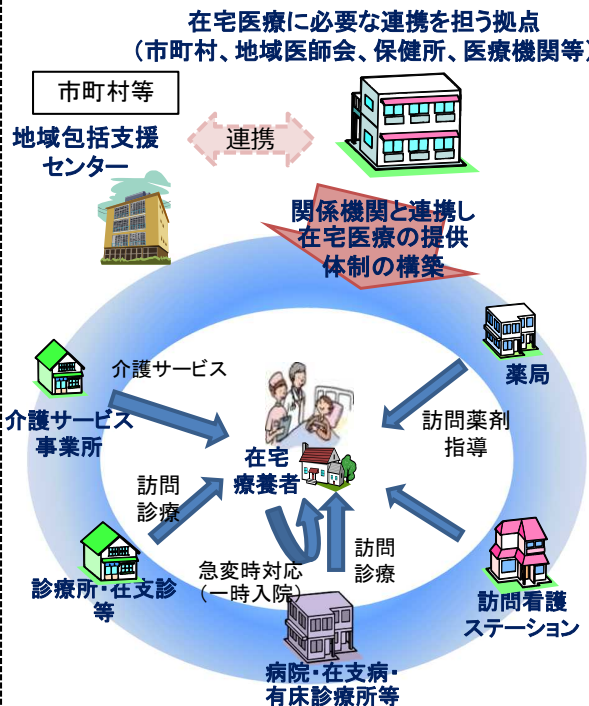 在宅医療に必要な連携を担う拠点
（市町村、地域医師会、保健所、医療機関等）
市町村等
地域包括支援
センター
連携
関係機関と連携し
在宅医療の提供
体制の構築
介護サービス
介護サービス
事業所
薬局
訪問薬剤
指導
在宅
療養者
訪問
診療
診療所・在支診
等
急変時対応
（一時入院）
訪問
診療
訪問看護
ステーション
病院・在支病・
有床診療所等